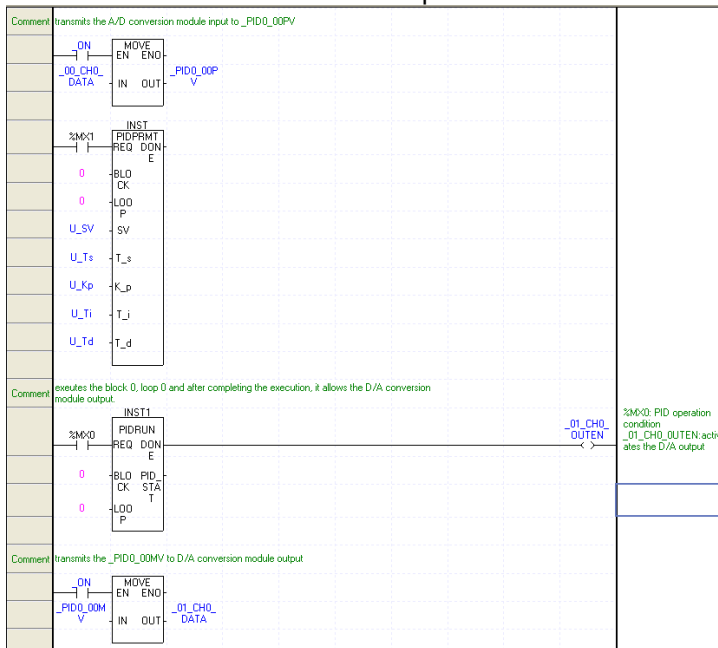 Comment transmits the A/D conversion module input to _PID0_00PV
_ON MOVE
EN ENO
_00_CH0_ _PID0_00P
DATA IN OUT V
INST
%MX1 PIDPRMT
REQ DON
E
0 BLO
CK
0 LOO
P
U_SV SV
U_Ts T_s
U_Kp K_p
U_Ti T_i
U_Td T_d
Comment exeutes the block 0, loop 0 and after completing the execution, it allows the D/A conversion
module output.
INST1
%MX0 PIDRUN
REQ DON
E
_01_CH0_
OUTEN
%MX0: PID operation
condition
_01_CH0_OUTEN:activ
ates the D/A output
0 BLO PID_
CK STA
T
0 LOO
P
Comment transmits the _PID0_00MV to D/A conversion module output
_ON MOVE
EN ENO
_PID0_00M _01_CH0_
V IN OUT DATA